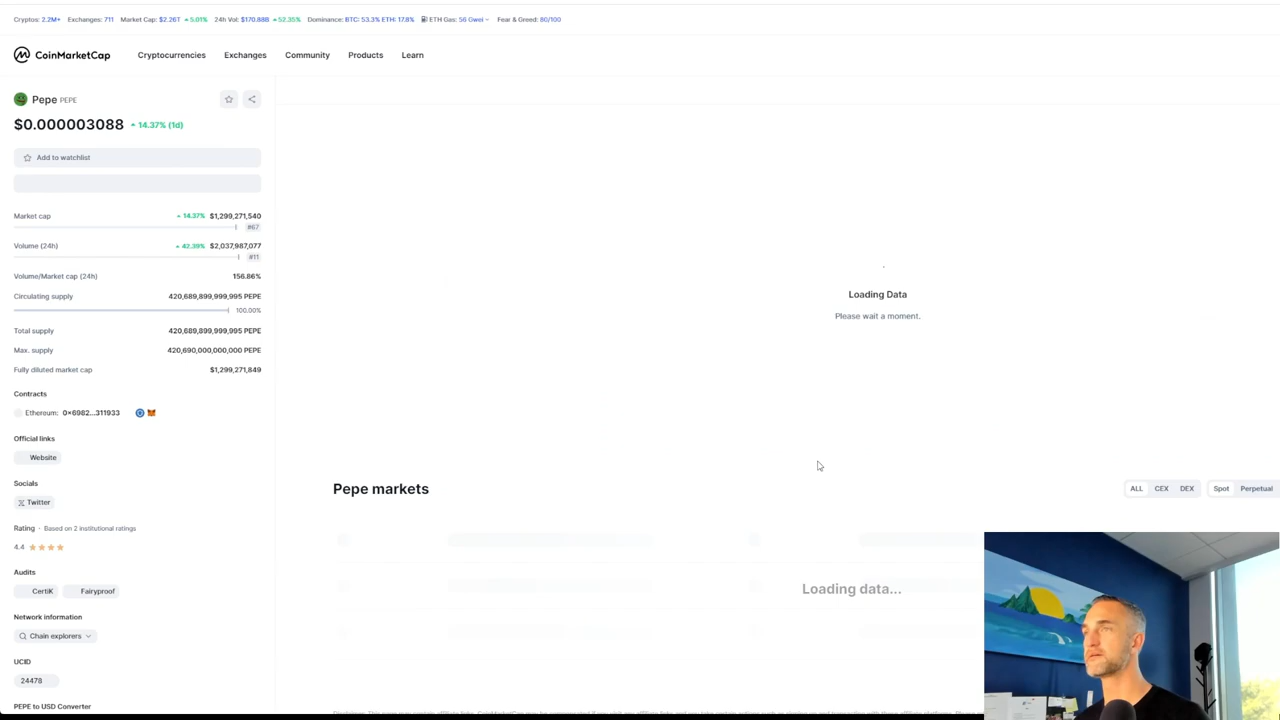 Cryptos: 2.2M+ Exchanges: 711 Market Cap: $2.26T 5.01% 24h Vol: $170.88B 52.35% Dominance: BTC: 53.3% ETH: 17.8% ETH Gas: 56 Gwei Fear & Greed: 80/100
CoinMarketCap Cryptocurrencies Exchanges Community Products Learn
Pepe PEPE
$0.000003088 14.37% (1d)
Add to watchlist
Market cap 14.37% $1,299,271,540
#67
Volume (24h) 42.39% $2,037,987,077
#11
Volume/Market cap (24h) 156.86%
Circulating supply 420,689,899,999,995 PEPE
100.00%
Total supply 420,689,899,999,995 PEPE
Max. supply 420,690,000,000,000 PEPE
Fully diluted market cap $1,299,271,849
Contracts
Ethereum: 0x6982...311933
Official links
Website
Socials
Twitter
Rating · Based on 2 institutional ratings
4.4
Audits
CertiK Fairyproof
Network information
Chain explorers
UCID
24478
PEPE to USD Converter
Loading Data
Please wait a moment.
Pepe markets ALL CEX DEX Spot Perpetual
Loading data...